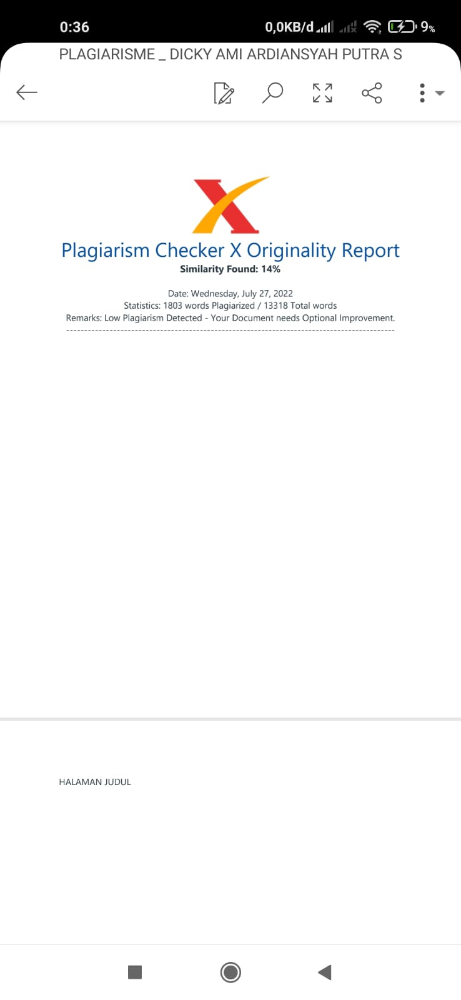 0:36
0,0KB/d
9%
PLAGIARISME _ DICKY AMI ARDIANSYAH PUTRA S
Plagiarism Checker X Originality Report
Similarity Found: 14%
Date: Wednesday, July 27, 2022
Statistics: 1803 words Plagiarized / 13318 Total words
Remarks: Low Plagiarism Detected - Your Document needs Optional Improvement.
-------------------------------------------------------------------------------------------
HALAMAN JUDUL